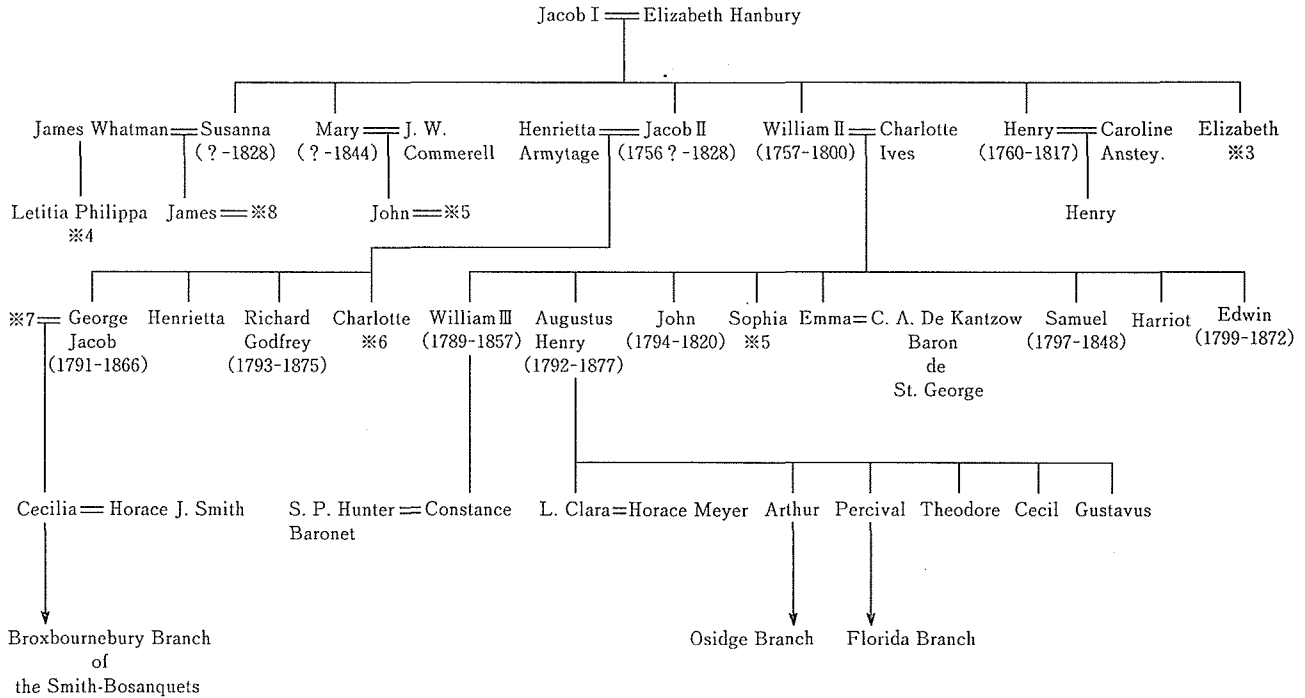 Jacob I Elizabeth Hanbury
James Whatman Susanna Mary J. W. Henrietta Jacob II William II Charlotte Henry Caroline Elizabeth
(?-1828) (?-1844) Commerell Armytage (1756?-1828) (1757-1800) Ives (1760-1817) Anstey. ※3
Letitia Philippa James ※8 John ※5 Henry
※4
※7 George Henrietta Richard Charlotte William III Augustus John Sophia Emma C. A. De Kantzow Samuel Harriot Edwin
Jacob Godfrey ※6 (1789-1857) Henry (1794-1820) ※5 Baron (1797-1848) (1799-1872)
(1791-1866) (1793-1875) (1792-1877) de
St. George
Cecilia Horace J. Smith S. P. Hunter Constance L. Clara Horace Meyer Arthur Percival Theodore Cecil Gustavus
Baronet
Broxbournebury Branch Osidge Branch Florida Branch
of
the Smith-Bosanquets